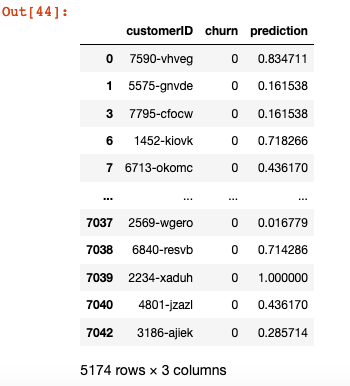 Out[44]:
customerID churn prediction
0 7590-vhveg 0 0.834711
1 5575-gnvde 0 0.161538
3 7795-cfocw 0 0.161538
6 1452-kiovk 0 0.718266
7 6713-okomc 0 0.436170
... ... ... ...
7037 2569-wgero 0 0.016779
7038 6840-resvb 0 0.714286
7039 2234-xaduh 0 1.000000
7040 4801-jzazl 0 0.436170
7042 3186-ajiek 0 0.285714
5174 rows × 3 columns